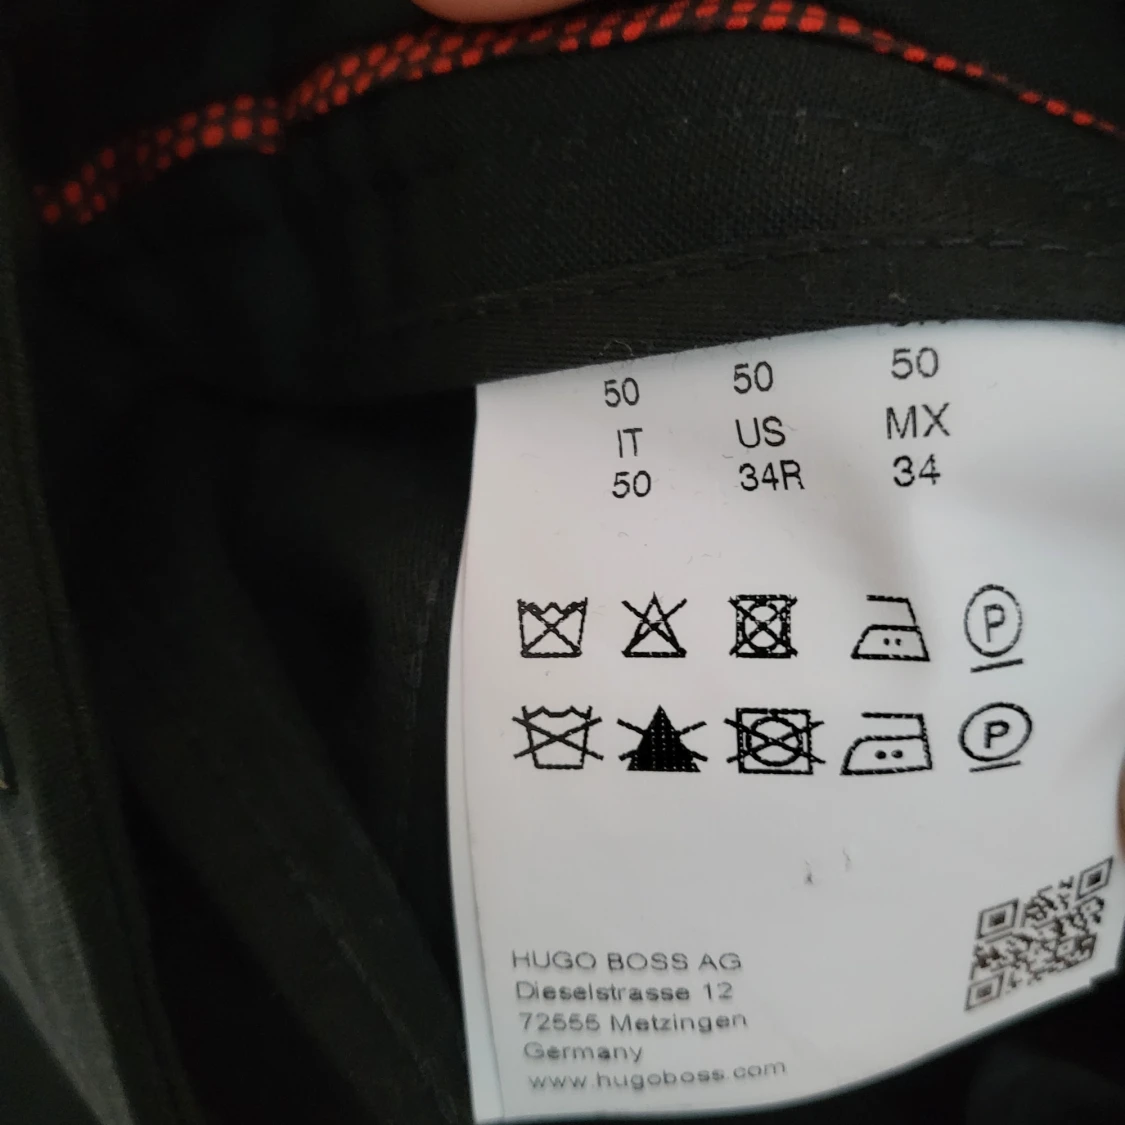 50 50 50
IT US MX
50 34R 34
P
P
HUGO BOSS AG
Dieselstrasse 12
72555 Metzingen
Germany
www.hugoboss.com